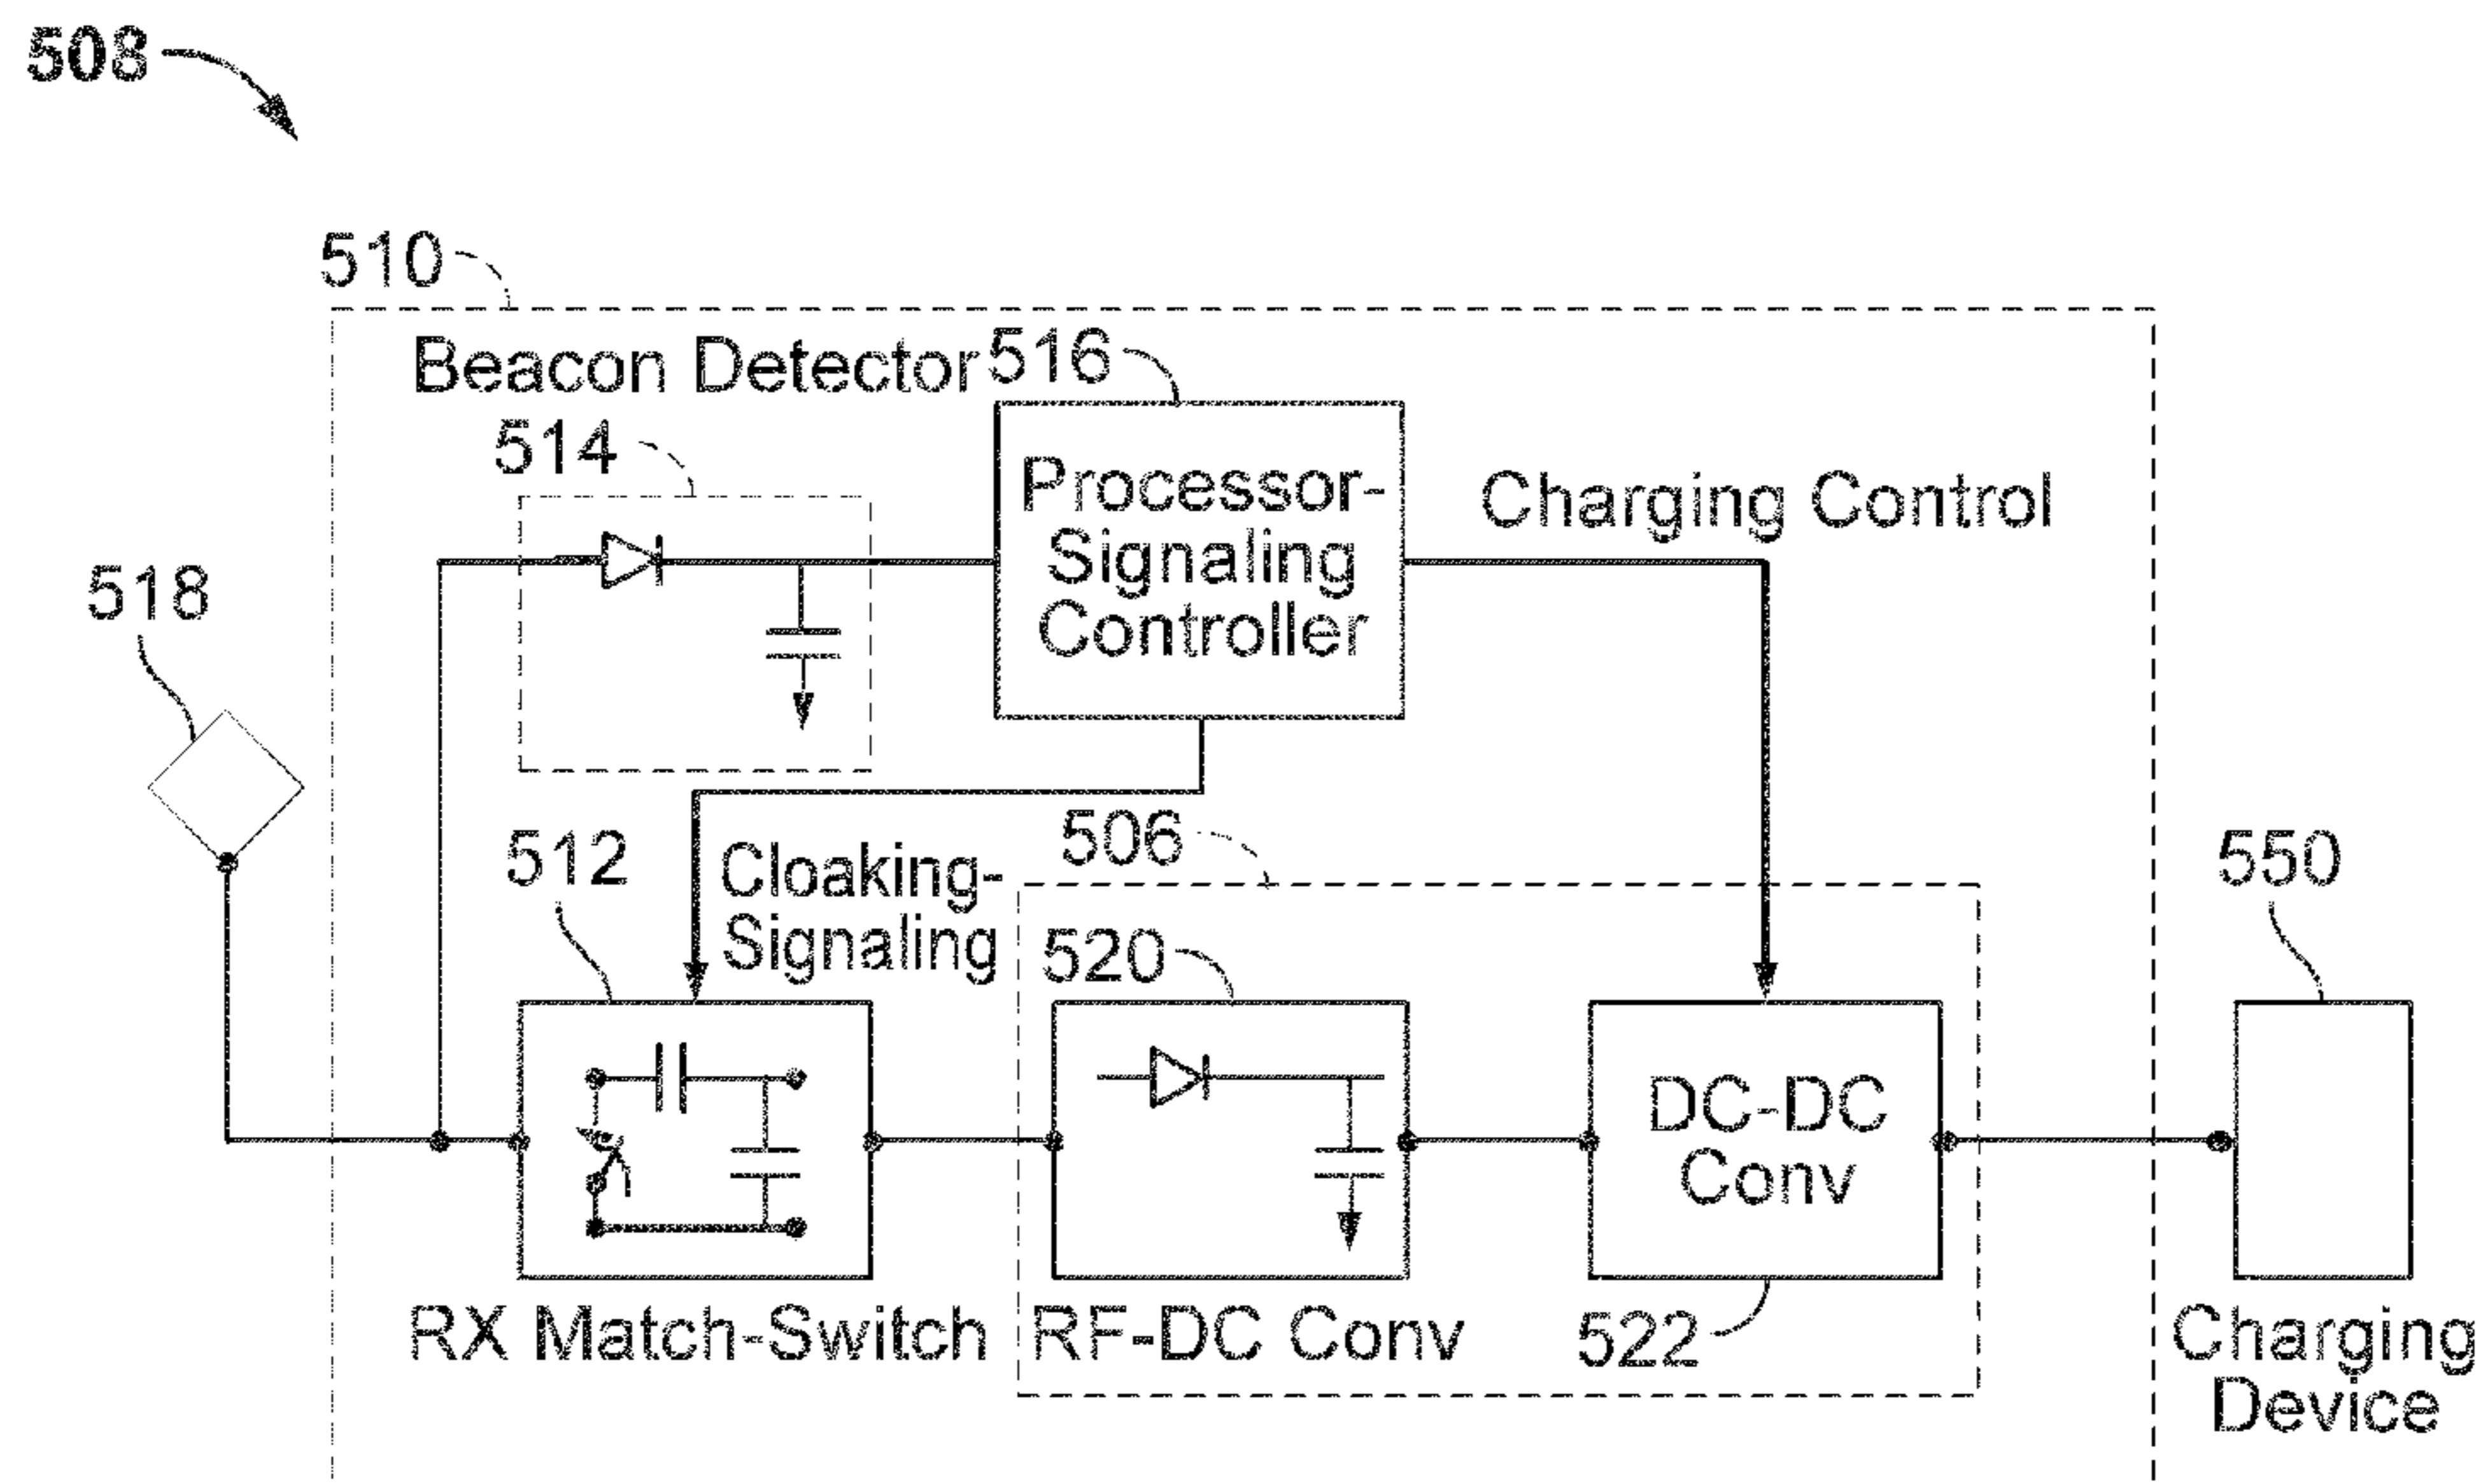 508
510
Beacon Detector
516
514
Processor-
Signaling
Controller
Charging Control
518
506
512
Cloaking-
Signaling
520
550
DC-DC
Conv
RX Match-Switch
RF-DC Conv
522
Charging
Device